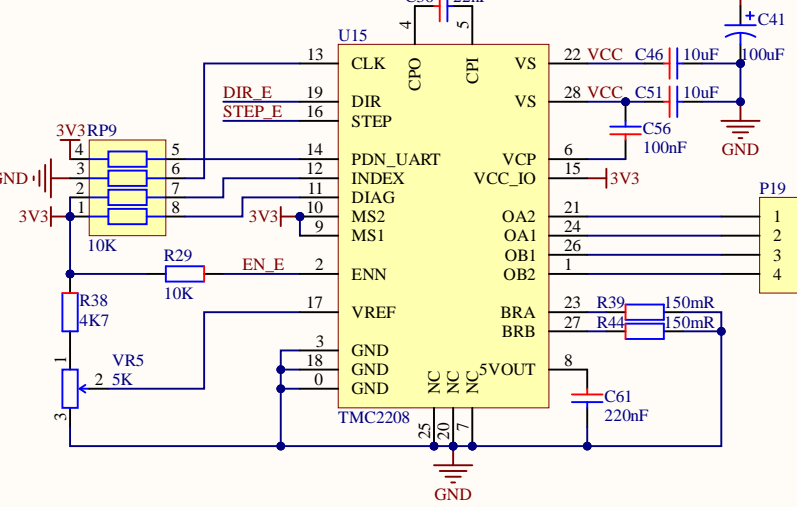 4
5
U15
C41
100uF
13
CLK
CPO
CPI
VS
22
VCC
C46
10uF
DIR_E
19
DIR
VS
28
VCC
C51
10uF
STEP_E
16
STEP
3V3
RP9
C56
100nF
GND
4
5
14
PDN_UART
VCP
6
GND
3
6
12
INDEX
VCC_IO
15
3V3
2
7
11
DIAG
P19
3V3
1
8
3V3
10
MS2
OA2
21
1
9
MS1
OA1
24
2
10K
OB1
26
3
R29
EN_E
2
ENN
OB2
1
4
10K
R38
4K7
17
VREF
BRA
23
R39
150mR
BRB
27
R44
150mR
3
GND
1
VR5
18
GND
5VOUT
8
2
5K
0
GND
NC
NC
NC
C61
220nF
3
TMC2208
25
20
7
GND